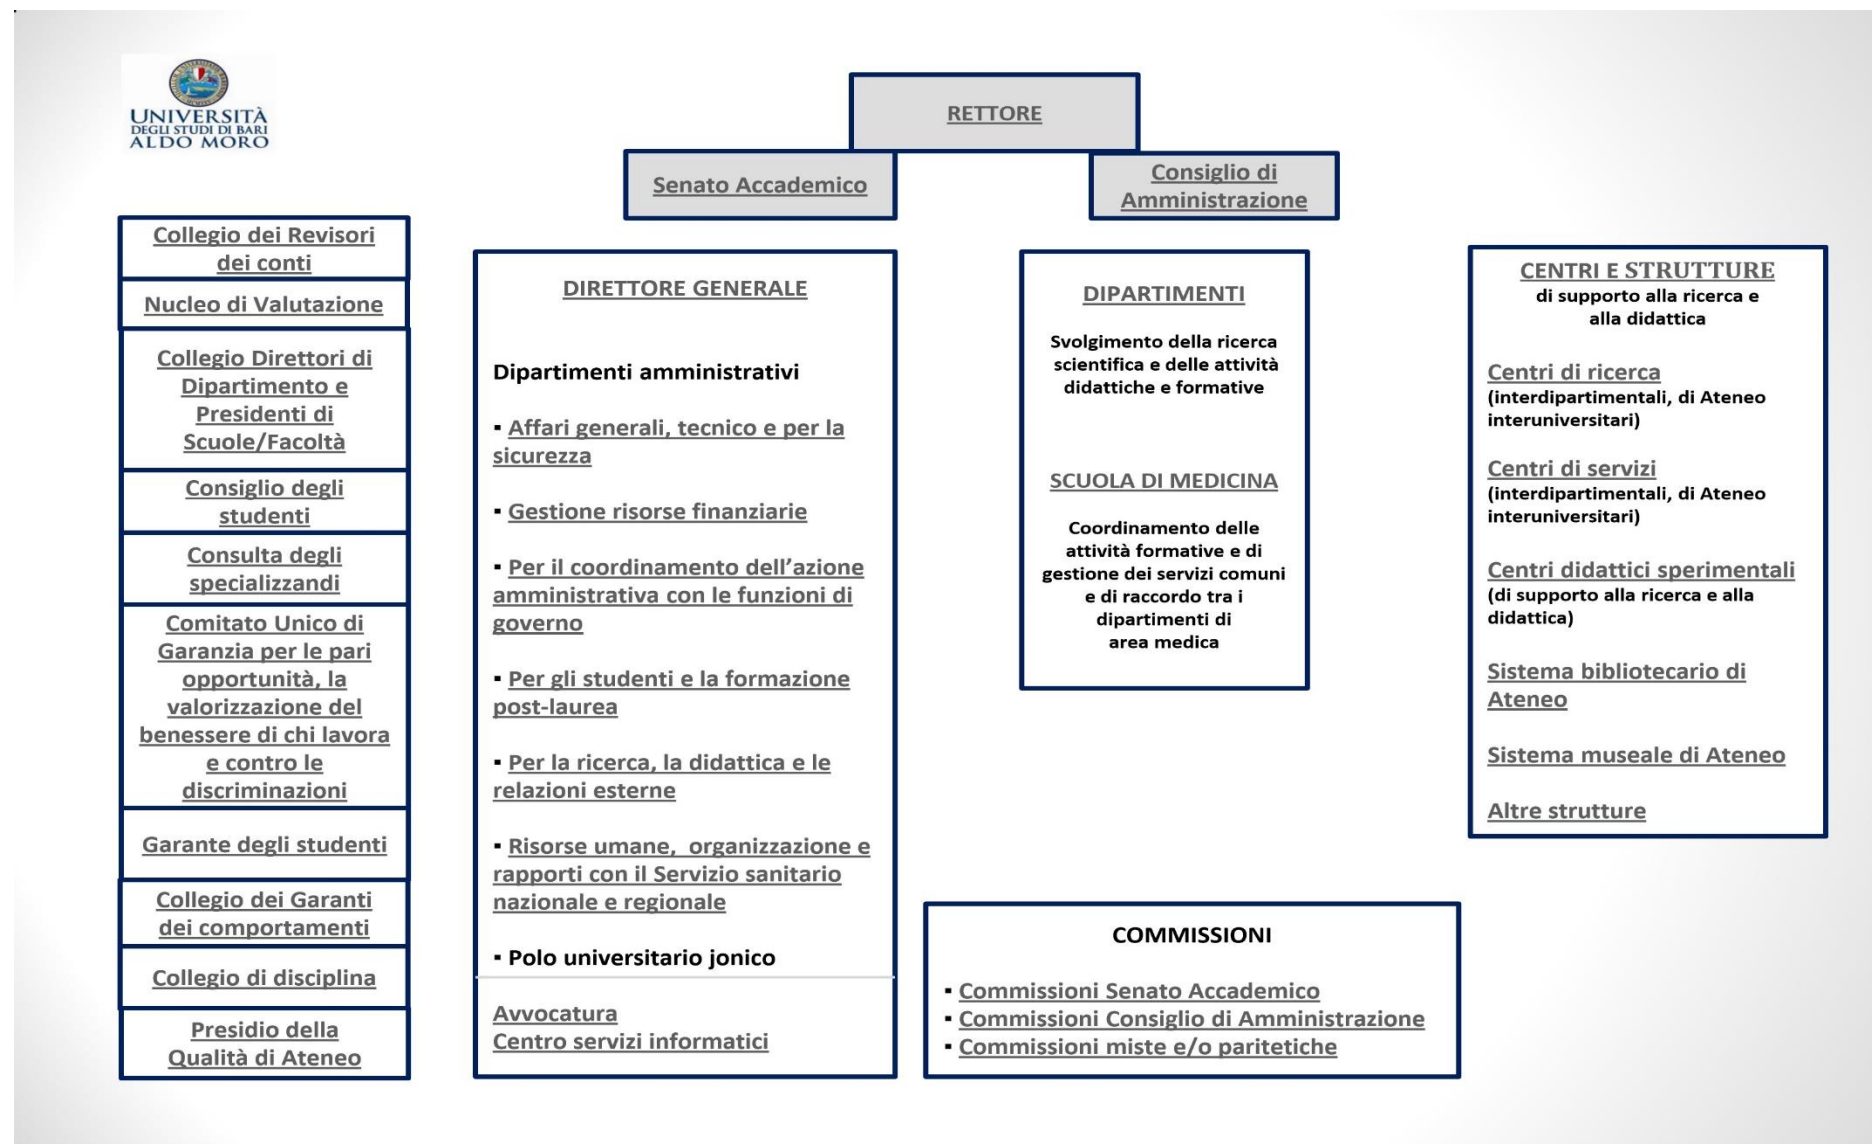 UNIVERSITÀ
DEGLI STUDI DI BARI
ALDO MORO
RETTORE
Senato Accademico
Consiglio di
Amministrazione
Collegio dei Revisori
dei conti
Nucleo di Valutazione
Collegio Direttori di
Dipartimento e
Presidenti di
Scuole/Facoltà
Consiglio degli
studenti
Consulta degli
specializzandi
Comitato Unico di
Garanzia per le pari
opportunità, la
valorizzazione del
benessere di chi lavora
e contro le
discriminazioni
Garante degli studenti
Collegio dei Garanti
dei comportamenti
Collegio di disciplina
Presidio della
Qualità di Ateneo
DIRETTORE GENERALE
Dipartimenti amministrativi
▪ Affari generali, tecnico e per la
sicurezza
▪ Gestione risorse finanziarie
▪ Per il coordinamento dell’azione
amministrativa con le funzioni di
governo
▪ Per gli studenti e la formazione
post-laurea
▪ Per la ricerca, la didattica e le
relazioni esterne
▪ Risorse umane, organizzazione e
rapporti con il Servizio sanitario
nazionale e regionale
▪ Polo universitario jonico
Avvocatura
Centro servizi informatici
DIPARTIMENTI
Svolgimento della ricerca
scientifica e delle attività
didattiche e formative
SCUOLA DI MEDICINA
Coordinamento delle
attività formative e di
gestione dei servizi comuni
e di raccordo tra i
dipartimenti di
area medica
CENTRI E STRUTTURE
di supporto alla ricerca e
alla didattica
Centri di ricerca
(interdipartimentali, di Ateneo
interuniversitari)
Centri di servizi
(interdipartimentali, di Ateneo
interuniversitari)
Centri didattici sperimentali
(di supporto alla ricerca e alla
didattica)
Sistema bibliotecario di
Ateneo
Sistema museale di Ateneo
Altre strutture
COMMISSIONI
▪ Commissioni Senato Accademico
▪ Commissioni Consiglio di Amministrazione
▪ Commissioni miste e/o paritetiche